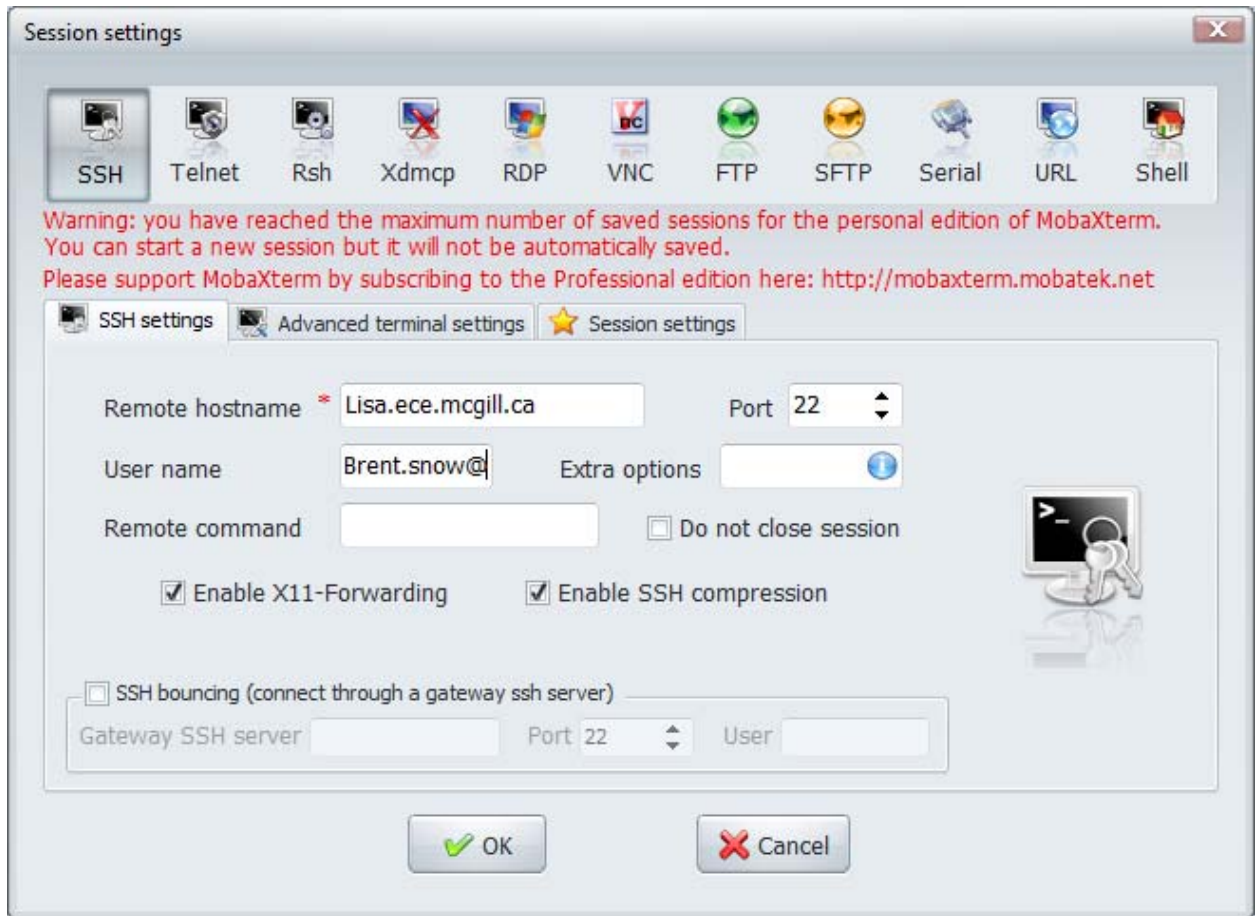 Session settings
SSH Telnet Rsh Xdmcp RDP VNC FTP SFTP Serial URL Shell
Warning: you have reached the maximum number of saved sessions for the personal edition of MobaXterm.
You can start a new session but it will not be automatically saved.
Please support MobaXterm by subscribing to the Professional edition here: http://mobaxterm.mobatek.net
SSH settings Advanced terminal settings Session settings
Remote hostname * Lisa.ece.mcgill.ca Port 22
User name Brent.snow@ Extra options
Remote command Do not close session
Enable X11-Forwarding Enable SSH compression
SSH bouncing (connect through a gateway ssh server)
Gateway SSH server Port 22 User
OK Cancel